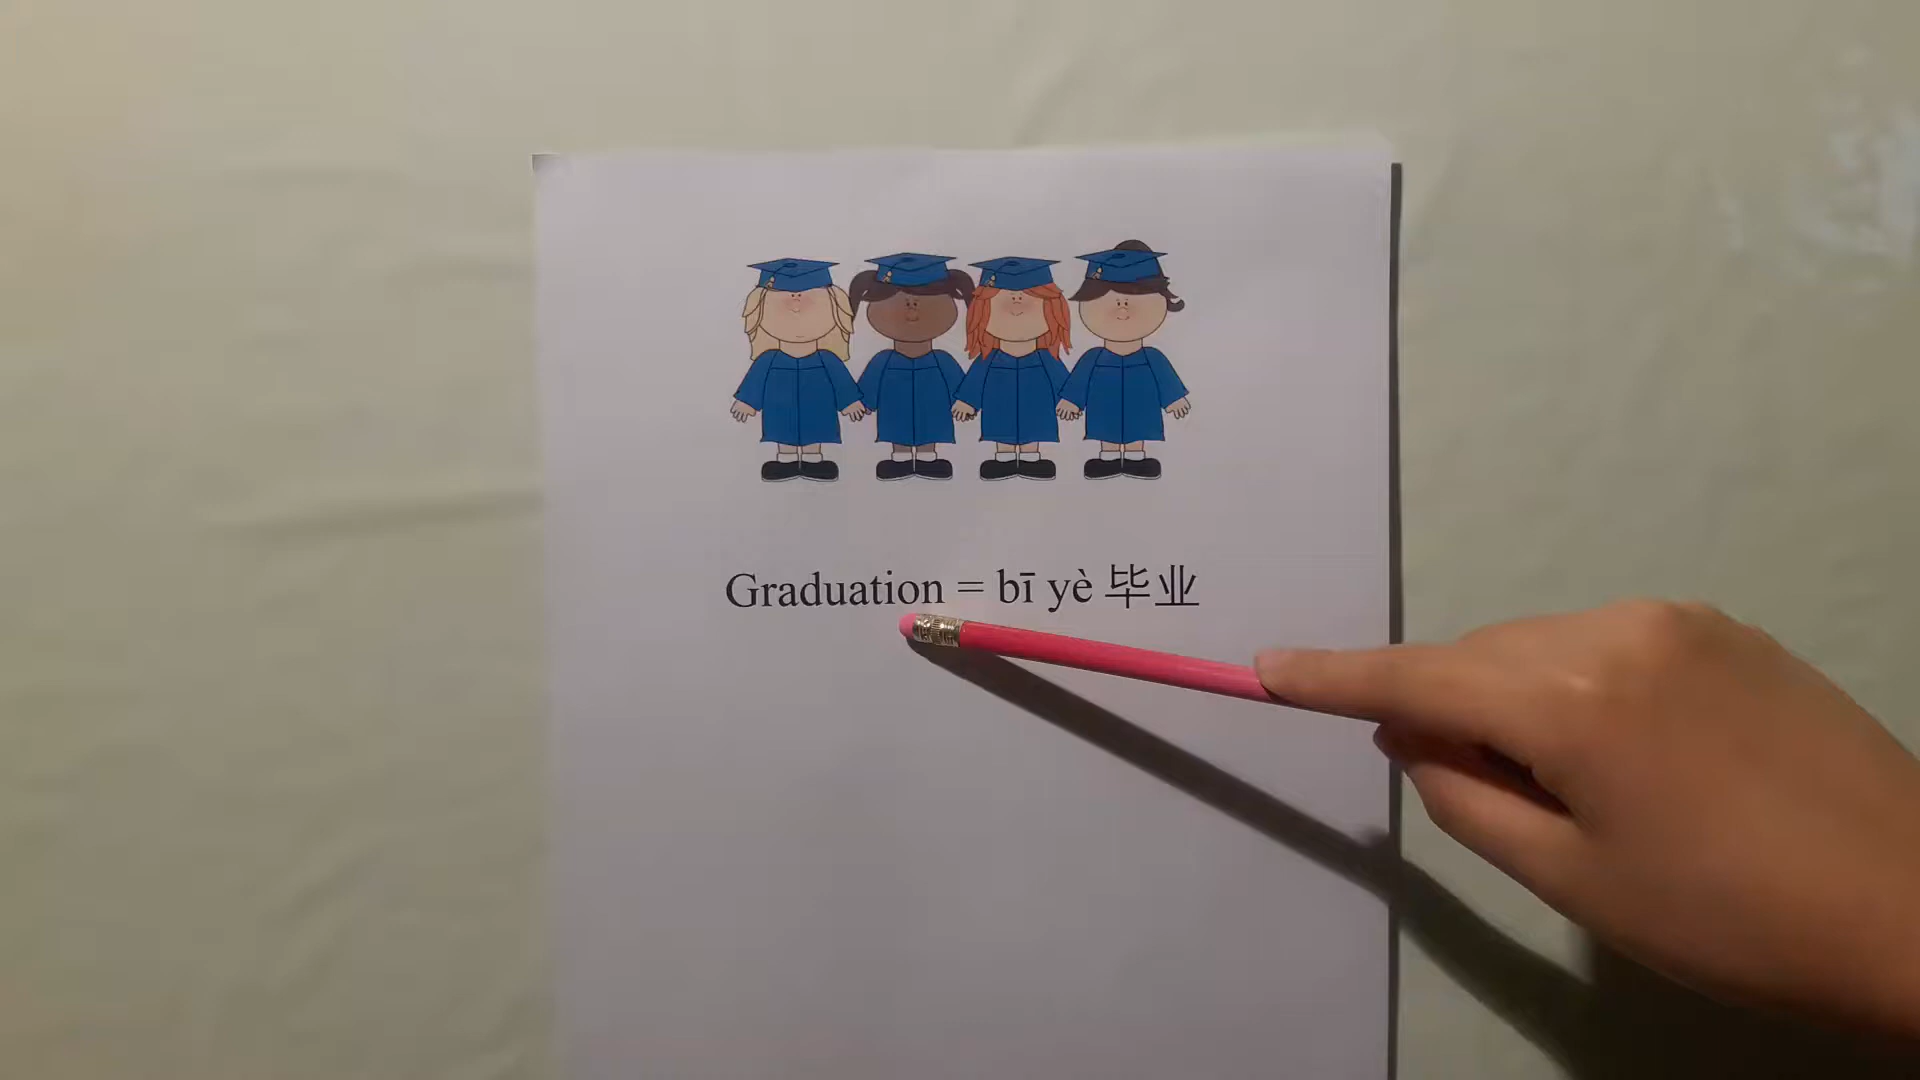 Graduation = bī yè 毕业